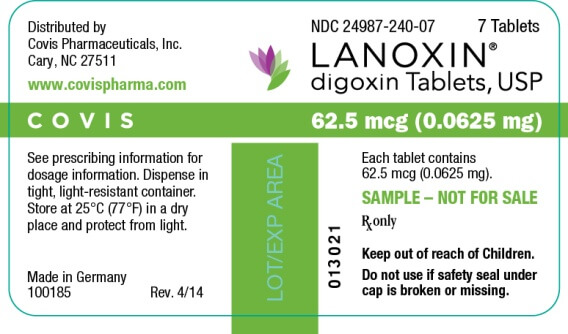 Distributed by
Covis Pharmaceuticals, Inc.
Cary, NC 27511
www.covispharma.com
NDC 24987-240-07 7 Tablets
LANOXIN®
digoxin Tablets, USP
COVIS
62.5 mcg (0.0625 mg)
See prescribing information for
dosage information. Dispense in
tight, light-resistant container.
Store at 25°C (77°F) in a dry
place and protect from light.
Made in Germany
100185 Rev. 4/14
LOT/EXP AREA
013021
Each tablet contains
62.5 mcg (0.0625 mg).
SAMPLE – NOT FOR SALE
℞only
Keep out of reach of Children.
Do not use if safety seal under
cap is broken or missing.